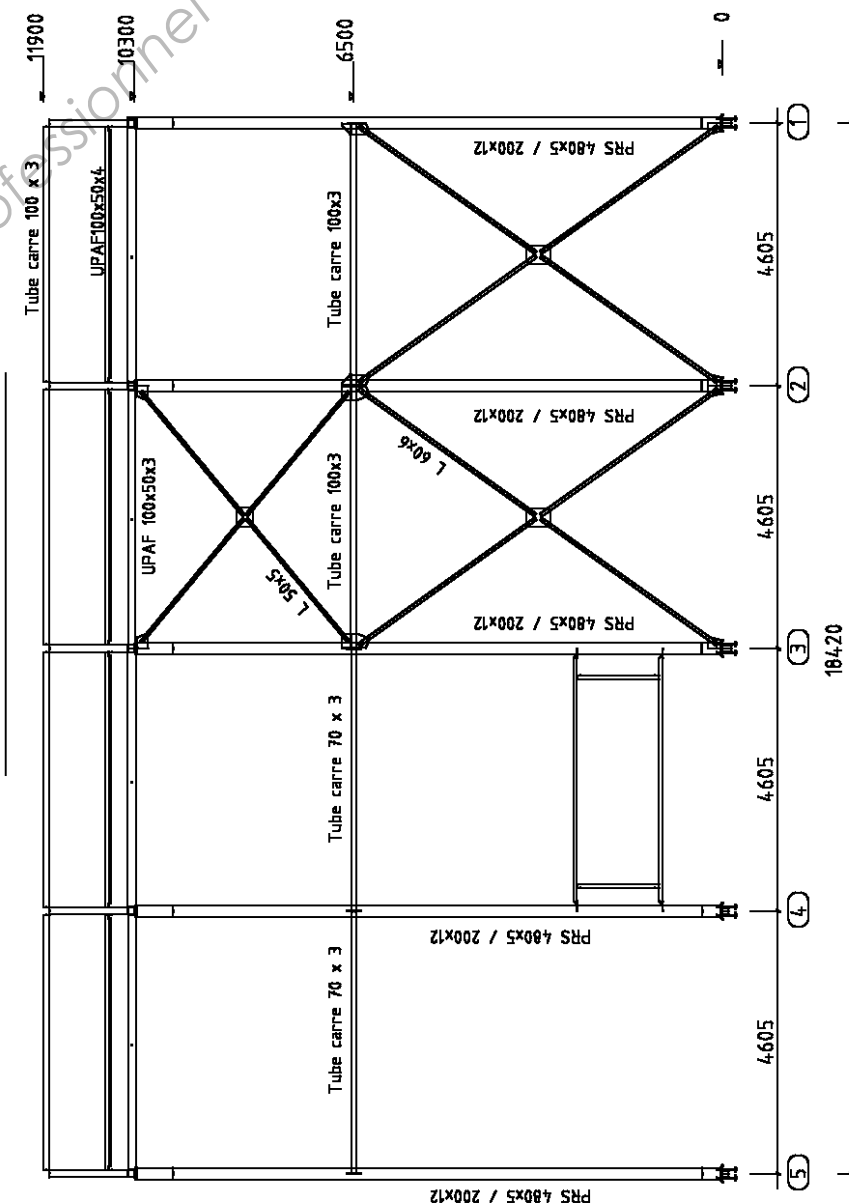 11900
10300
6500
0
ofessionnel
Tube carre 100 x 3
UPAF100x50x4
Tube carre 100x3
PRS 480x5 / 200x12
1
4605
PRS 480x5 / 200x12
2
L 60x6
UPAF 100x50x3
Tube carre 100x3
L 50x5
4605
PRS 480x5 / 200x12
3
18420
Tube carre 70 x 3
4605
PRS 480x5 / 200x12
4
Tube carre 70 x 3
4605
PRS 480x5 / 200x12
5